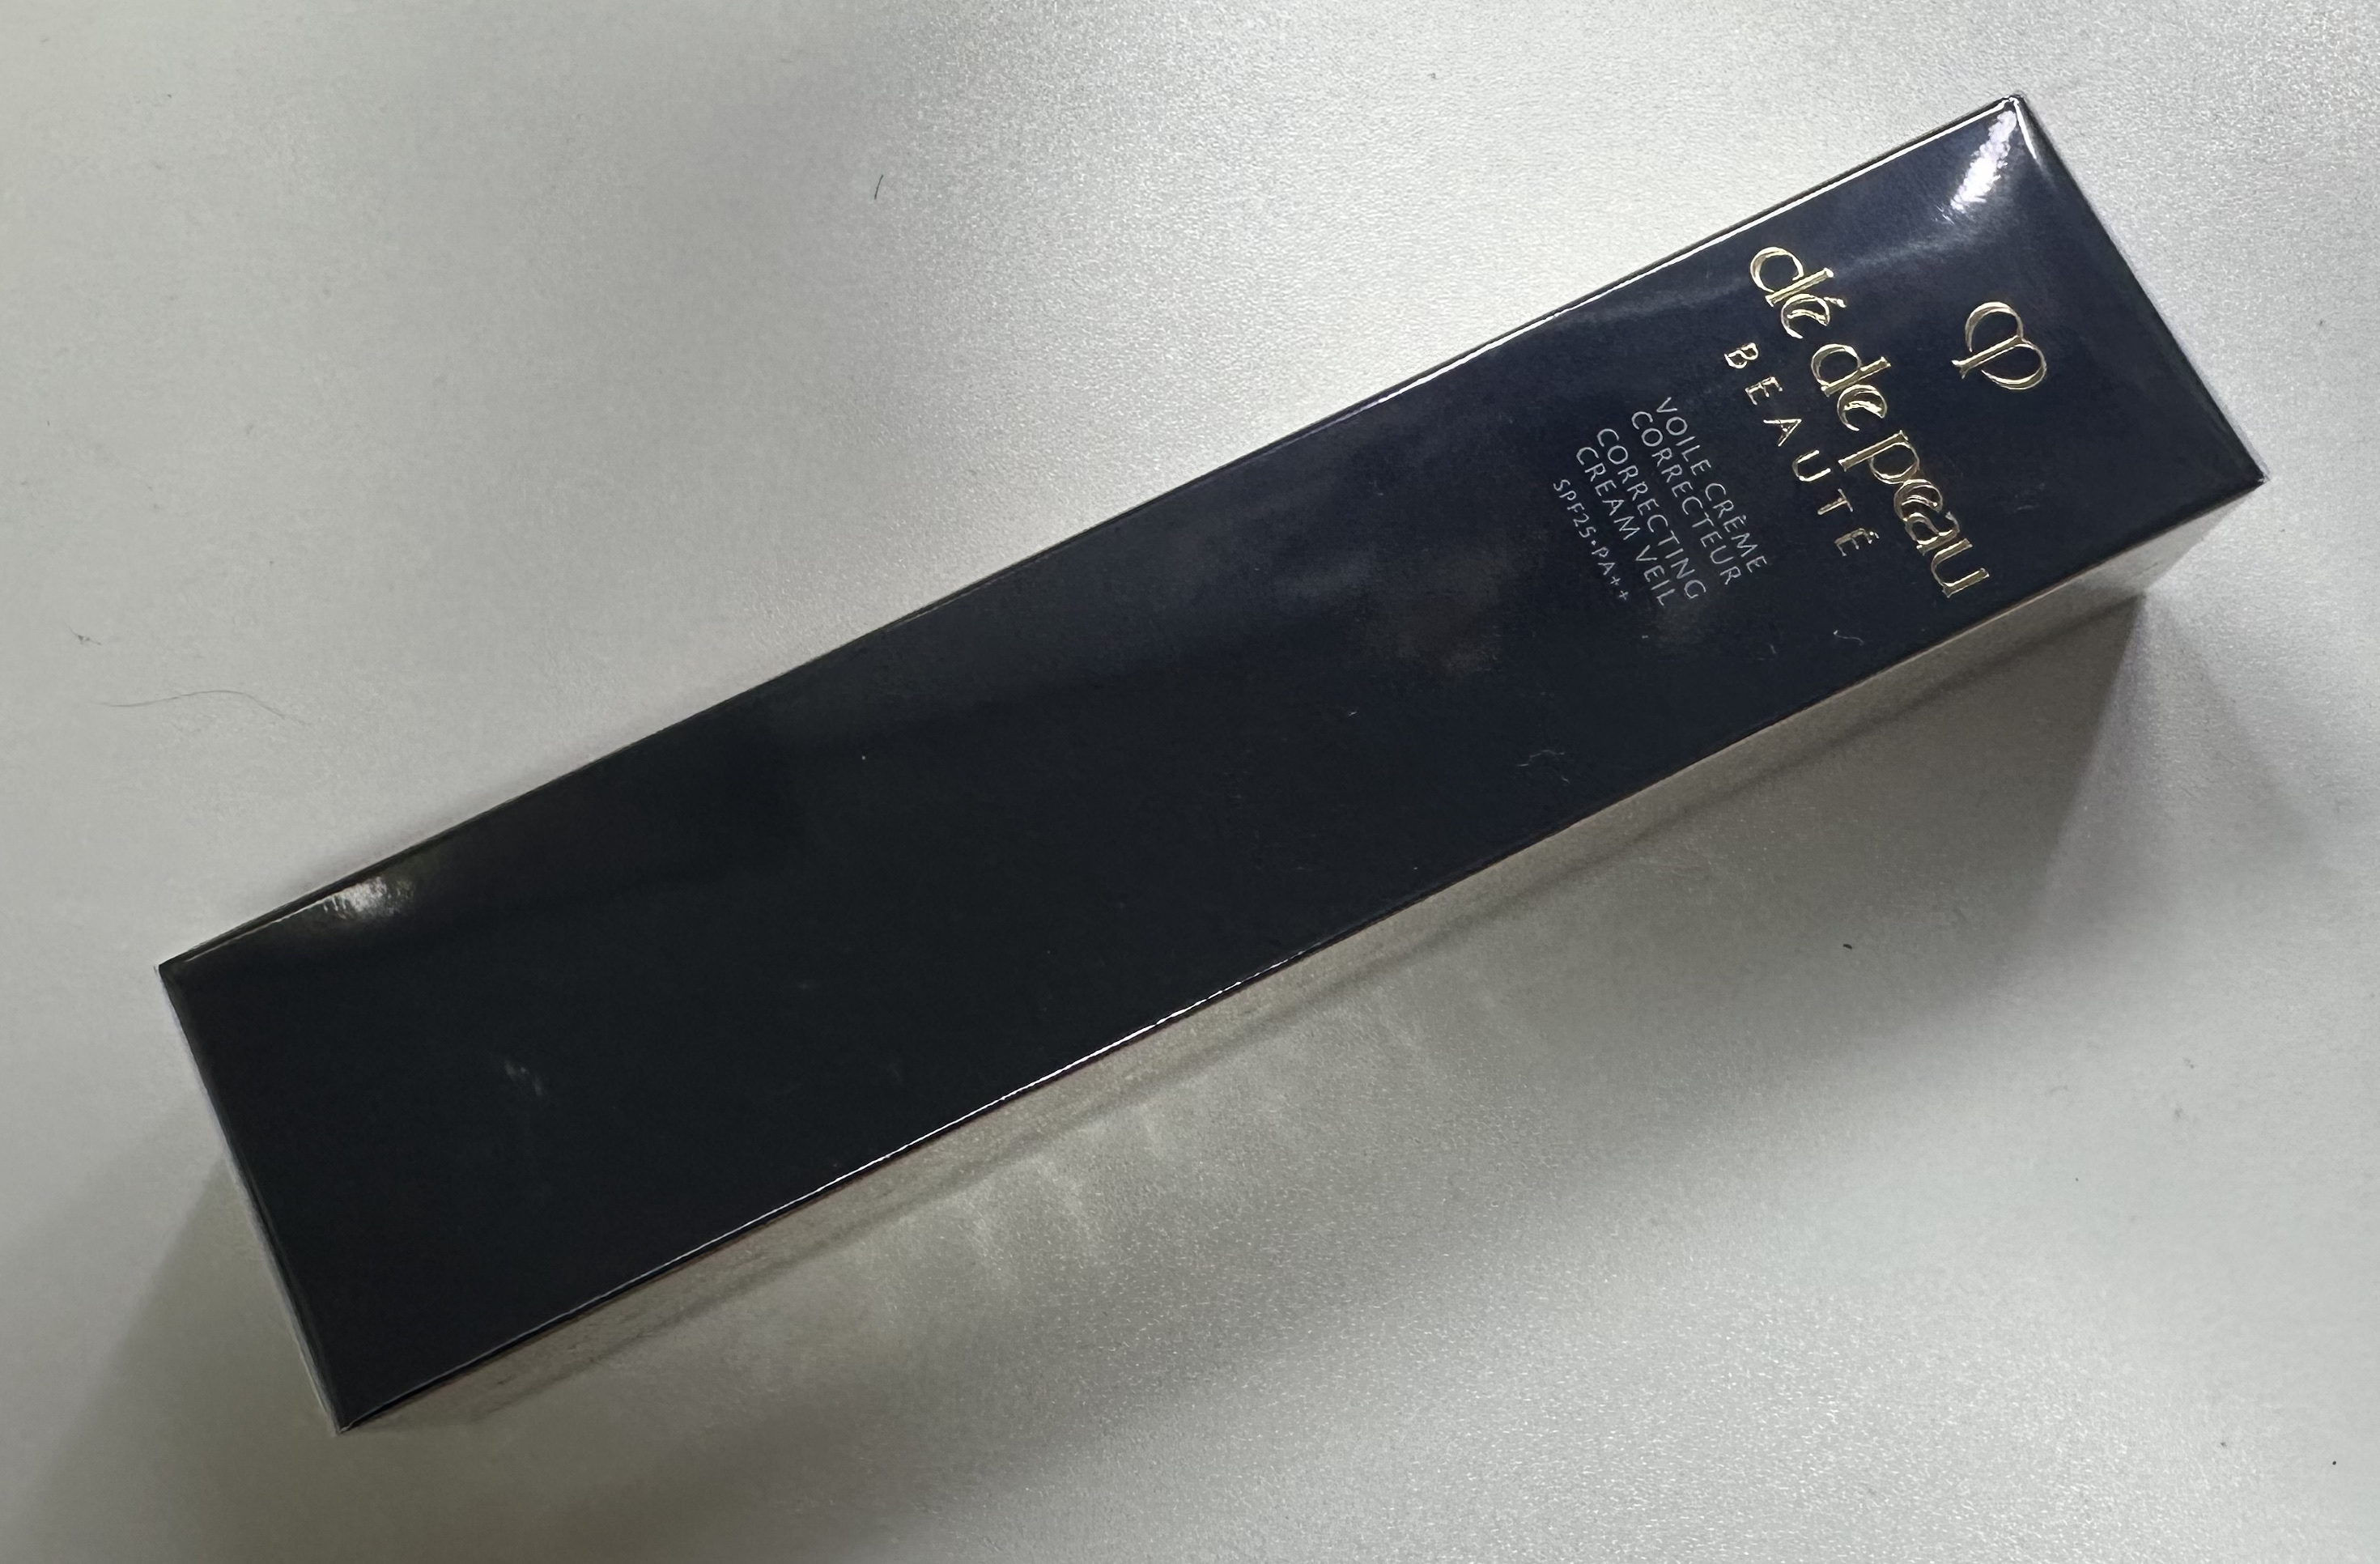 clé de peau
BEAUTÉ
VOILE CRÈME
CORRECTEUR
CORRECTING
CREAM VEIL
SPF25•PA++